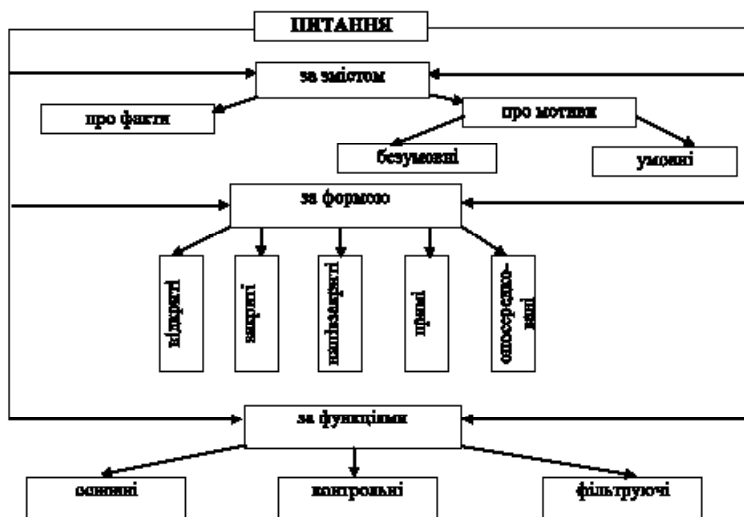 ПИТАННЯ
за змістом
про факти
про мотиви
безумовні
умовні
за формою
відкриті
закриті
напівзакриті
прямі
опосередко-
вані
за функціями
основні
контрольні
фільтруючі